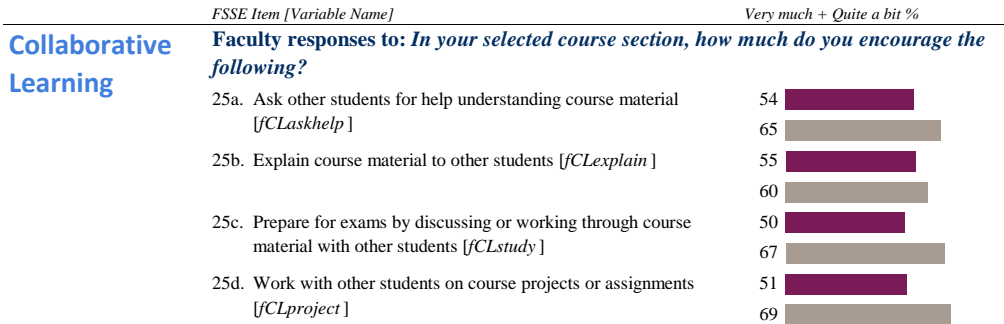 FSSE Item [Variable Name] Very much + Quite a bit %
Collaborative
Learning
Faculty responses to: In your selected course section, how much do you encourage the
following?
25a. Ask other students for help understanding course material 54
[fCLaskhelp ] 65
25b. Explain course material to other students [fCLexplain ] 55
60
25c. Prepare for exams by discussing or working through course 50
material with other students [fCLstudy ] 67
25d. Work with other students on course projects or assignments 51
[fCLproject ] 69